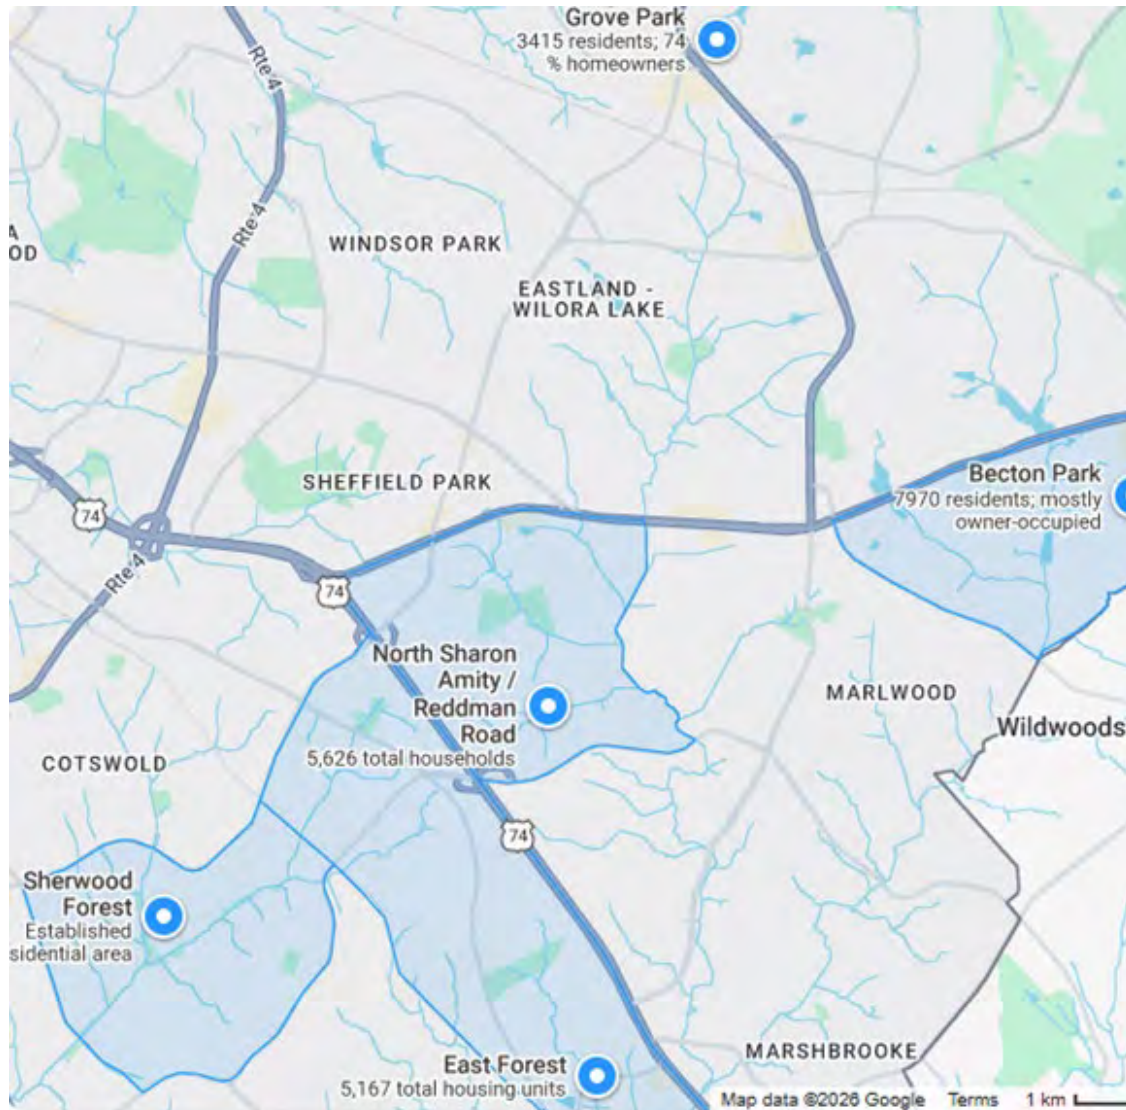 Grove Park
3415 residents; 74
% homeowners
Rte 4
Rte 4
OD
WINDSOR PARK
EASTLAND -
WILORA LAKE
SHEFFIELD PARK
Becton Park
7970 residents; mostly
owner-occupied
74
Rte 4
74
North Sharon
Amity /
Reddman
Road
5,626 total households
MARLWOOD
Wildwoods
COTSWOLD
74
Sherwood
Forest
Established
sidential area
East Forest
5,167 total housing units
MARSHBROOKE
Map data ©2026 Google Terms 1 km